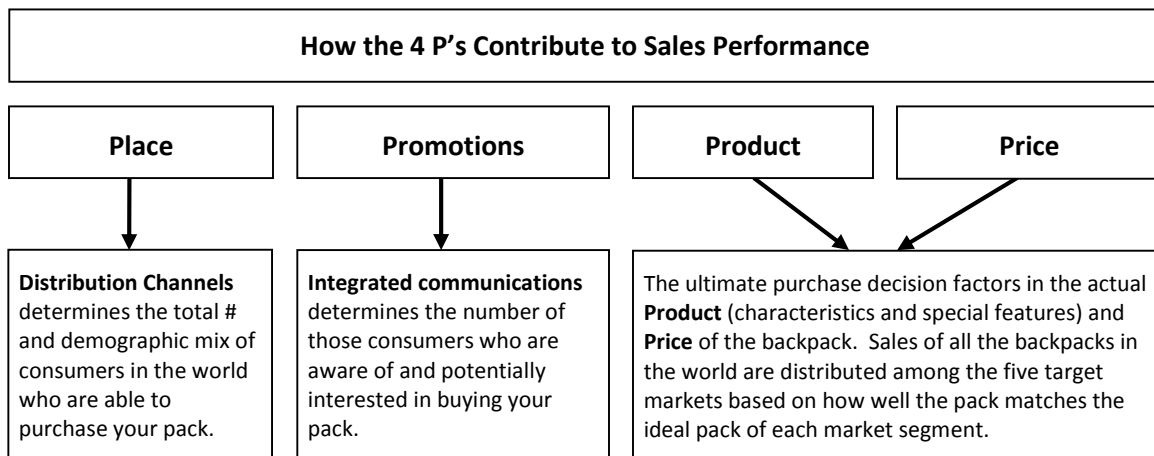 How the 4 P’s Contribute to Sales Performance
Place
Promotions
Product
Price
Distribution Channels
determines the total #
and demographic mix of
consumers in the world
who are able to
purchase your pack.
Integrated communications
determines the number of
those consumers who are
aware of and potentially
interested in buying your
pack.
The ultimate purchase decision factors in the actual
Product (characteristics and special features) and
Price of the backpack.  Sales of all the backpacks in
the world are distributed among the five target
markets based on how well the pack matches the
ideal pack of each market segment.